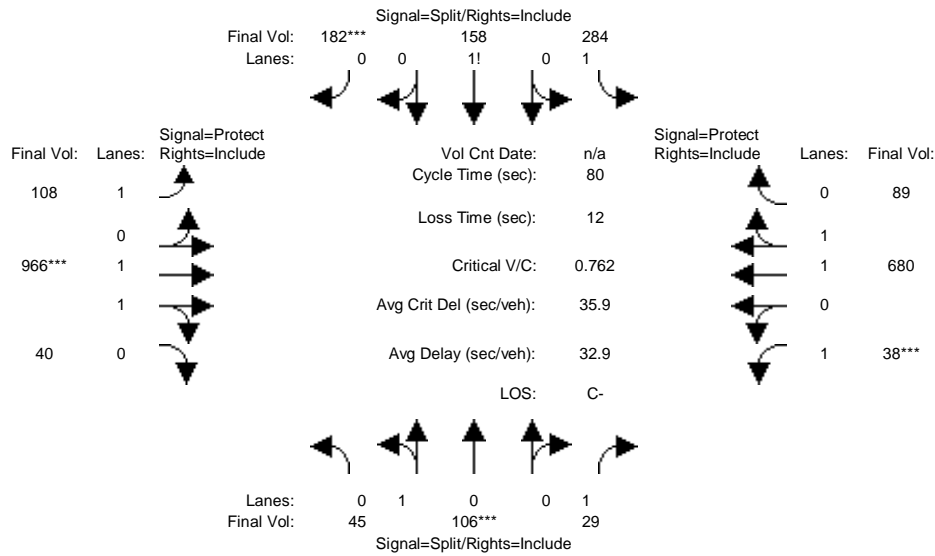 Signal=Split/Rights=Include
Final Vol: 182*** 158 284
Lanes: 0 0 1! 0 1
Signal=Protect Signal=Protect
Final Vol: Lanes: Rights=Include Vol Cnt Date: n/a Rights=Include Lanes: Final Vol:
Cycle Time (sec): 80
108 1 0 89
Loss Time (sec): 12
0 1
966*** 1 Critical V/C: 0.762 1 680
1 Avg Crit Del (sec/veh): 35.9 0
40 0 Avg Delay (sec/veh): 32.9 1 38***
LOS: C-
Lanes: 0 1 0 0 1
Final Vol: 45 106*** 29
Signal=Split/Rights=Include